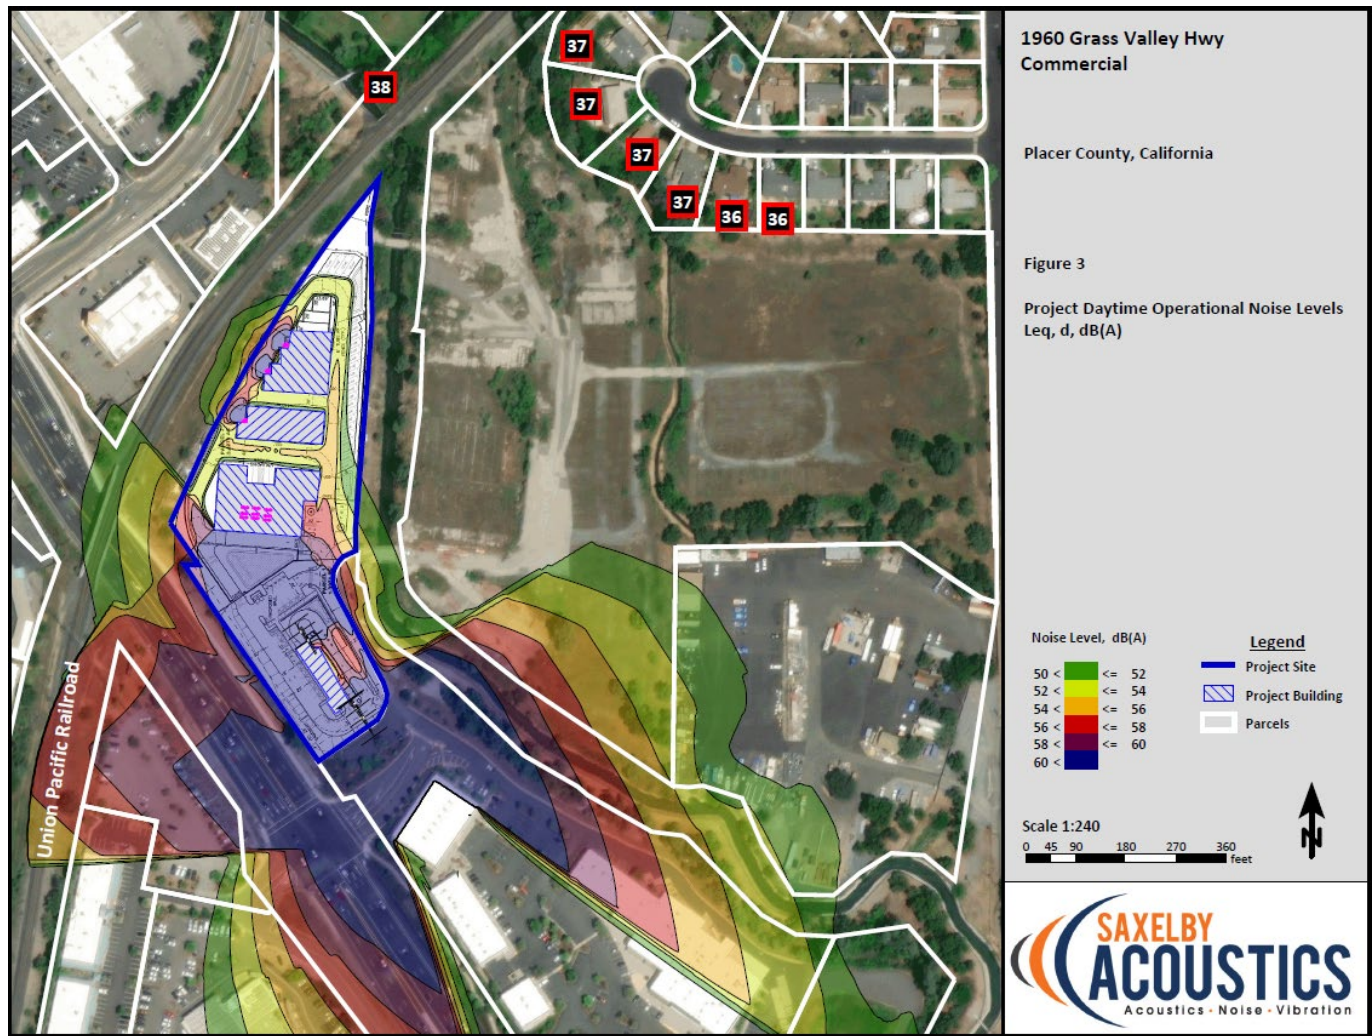 1960 Grass Valley Hwy
Commercial
Placer County, California
Figure 3
Project Daytime Operational Noise Levels
Leq, d, dB(A)
37
38
37
37
37
36
36
Union Pacific Railroad
Noise Level, dB(A)
50 < <= 52
52 < <= 54
54 < <= 56
56 < <= 58
58 < <= 60
60 <
Legend
Project Site
Project Building
Parcels
Scale 1:240
0 45 90 180 270 360
feet
N
SAXELBY
ACOUSTICS
Acoustics • Noise • Vibration